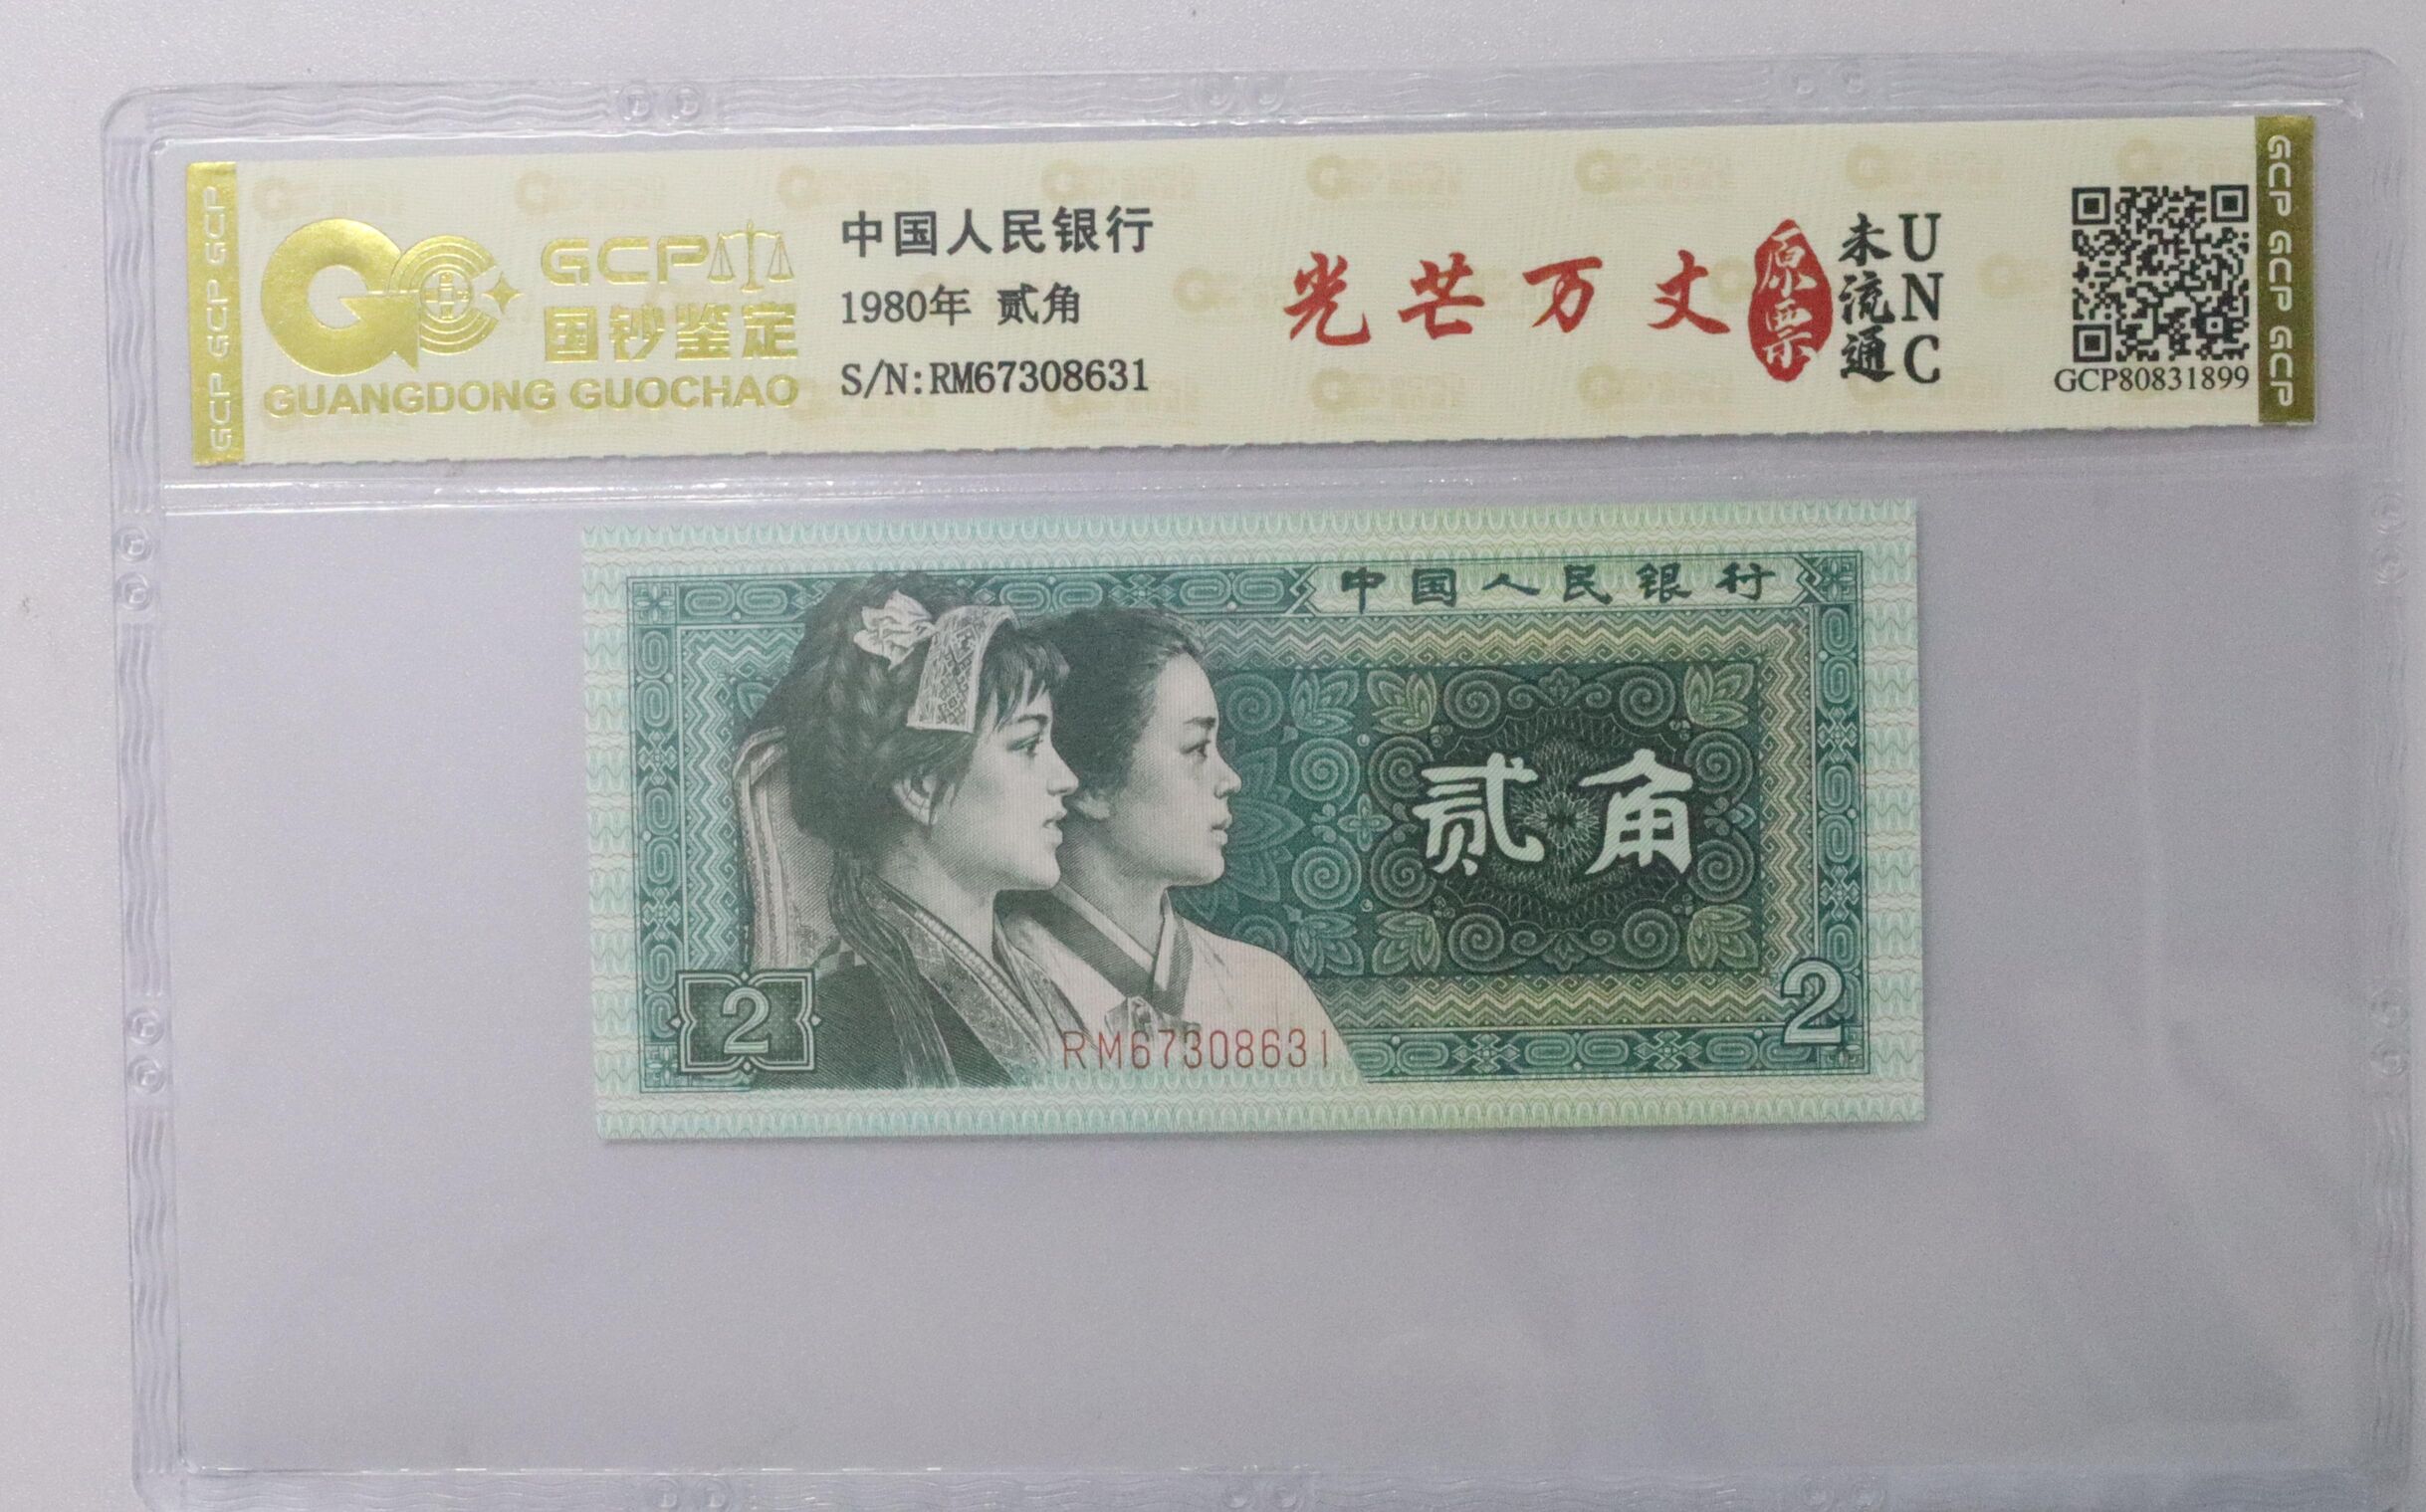 GCP GCP GCP
GCP
国钞鉴定
GUANGDONG GUOCHAO
中国人民银行
1980年 贰角
S/N:RM67308631
光芒万丈
原票
未流通
UNC
GCP80831899
GCP GCP GCP GCP
中国人民银行
贰角
2
2
RM67308631